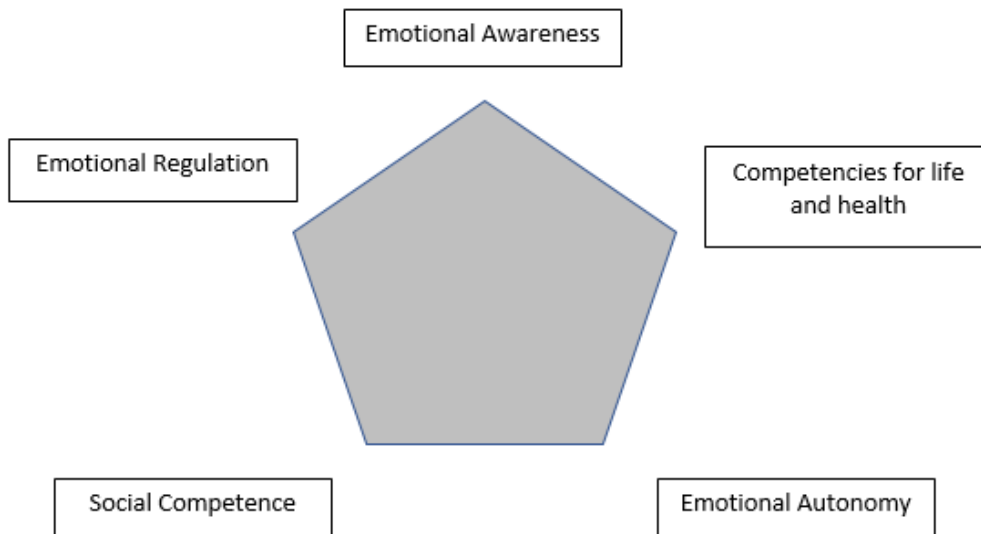 Emotional Awareness
Emotional Regulation
Competencies for life
and health
Social Competence
Emotional Autonomy